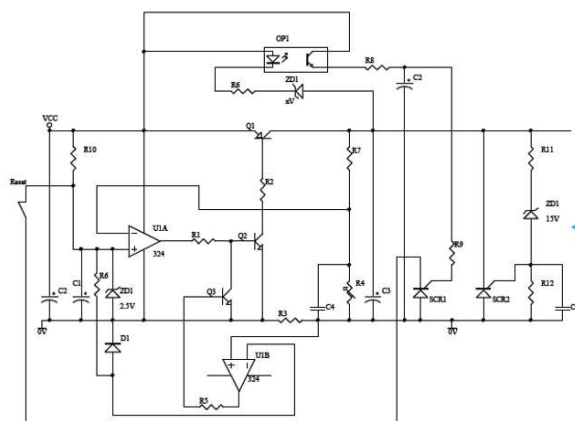 OP1
R8
C2
ZD1
xV
R6
VCC
Q1
R10
R7
R11
Reset
R2
ZD1
15V
U1A
324
R1
Q2
R9
C2
C1
R6
ZD1
2.5V
Q3
R4
C3
SCR1
SCR2
R12
C4
R3
0V
0V
D1
U1B
324
R5